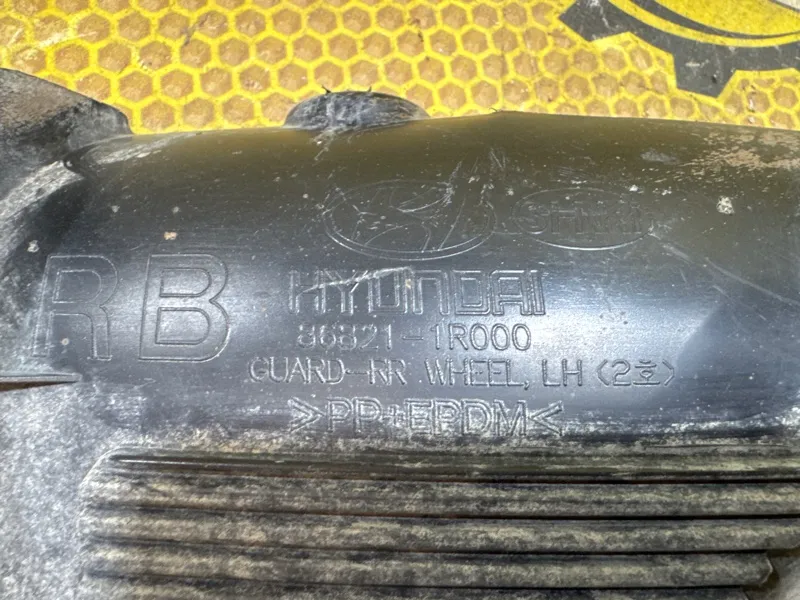 RB
HYUNDAI
86821-1R000
GUARD-RR WHEEL, LH <2호>
>PP+EPDM<